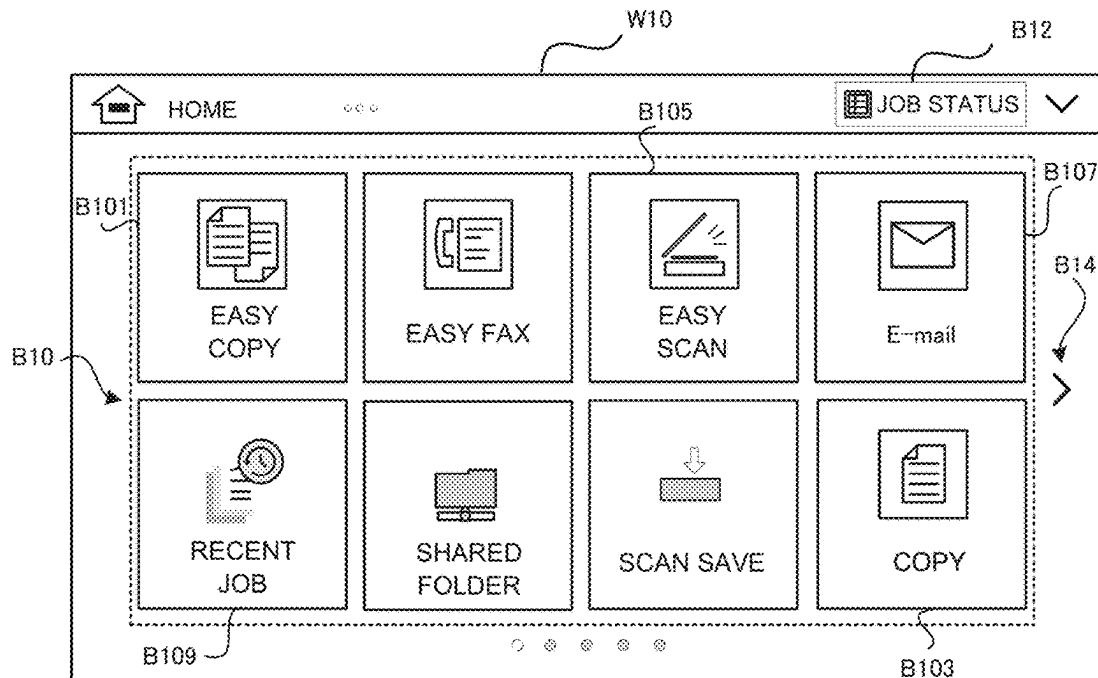 W10
B12
HOME
JOB STATUS
B105
B107
B101
B14
EASY
COPY
EASY FAX
EASY
SCAN
E-mail
B10
RECENT
JOB
SHARED
FOLDER
SCAN SAVE
COPY
B109
B103